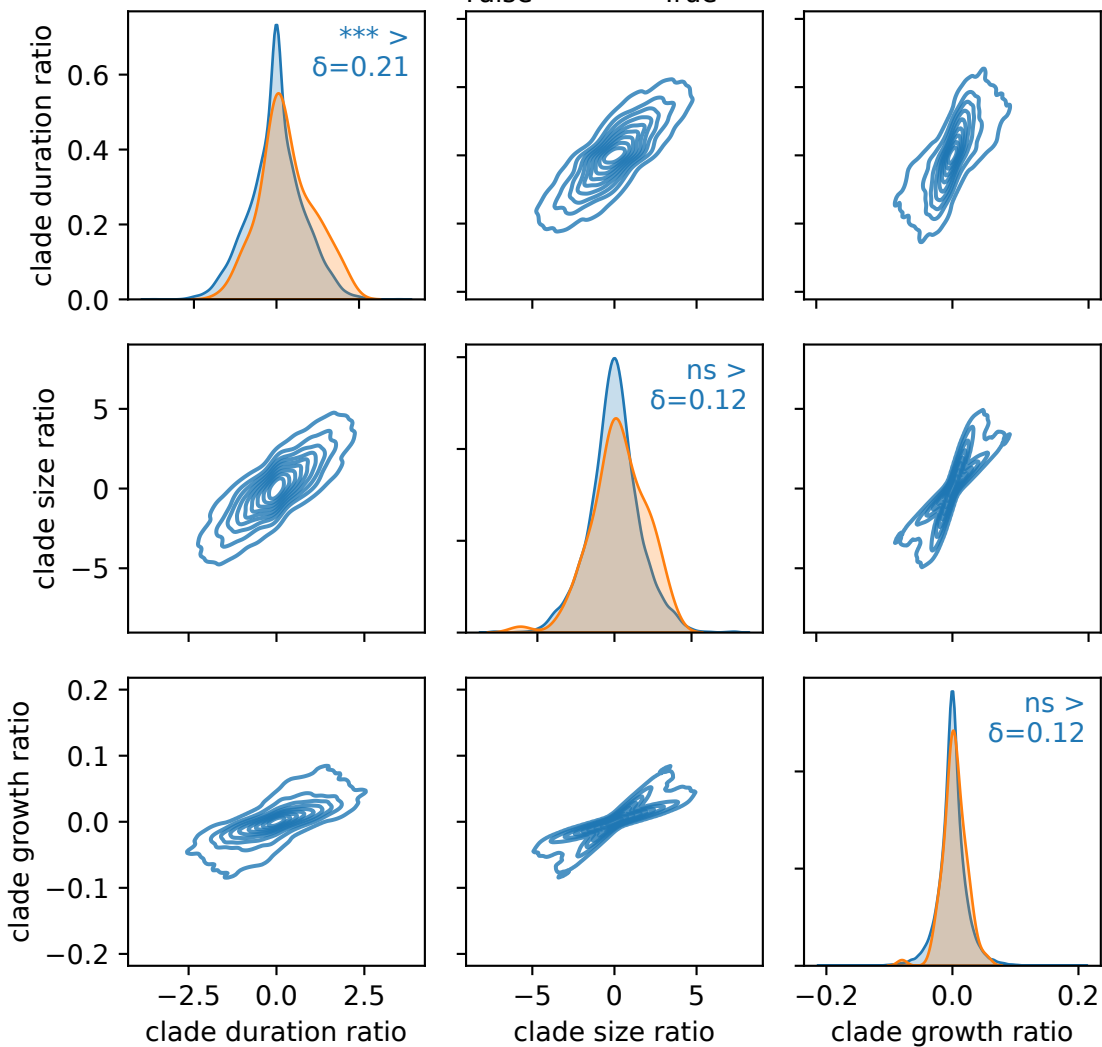 0.0
0.2
0.4
0.6
clade duration ratio
*** >
δ=0.21
−5
0
5
clade size ratio
ns >
δ=0.12
−0.2
−0.1
0.0
0.1
0.2
clade growth ratio
ns >
δ=0.12
−2.5 0.0 2.5
−5 0 5
−0.2 0.0 0.2
clade duration ratio
clade size ratio
clade growth ratio